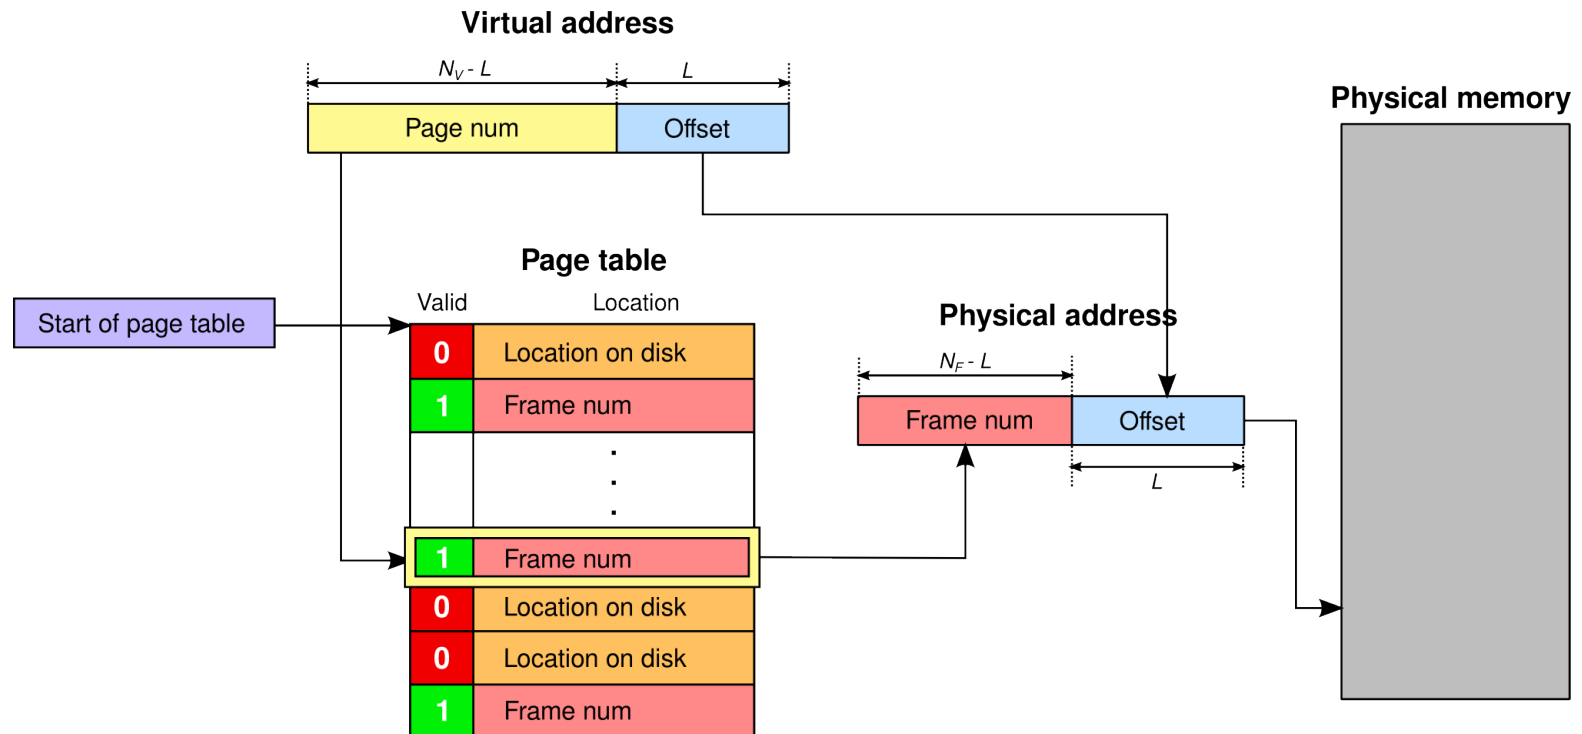 Virtual address
N_V - L
L
Page num
Offset
Physical memory
Page table
Valid
Location
Start of page table
0
Location on disk
1
Frame num
.
.
.
1
Frame num
0
Location on disk
0
Location on disk
1
Frame num
Physical address
N_F - L
Frame num
Offset
L